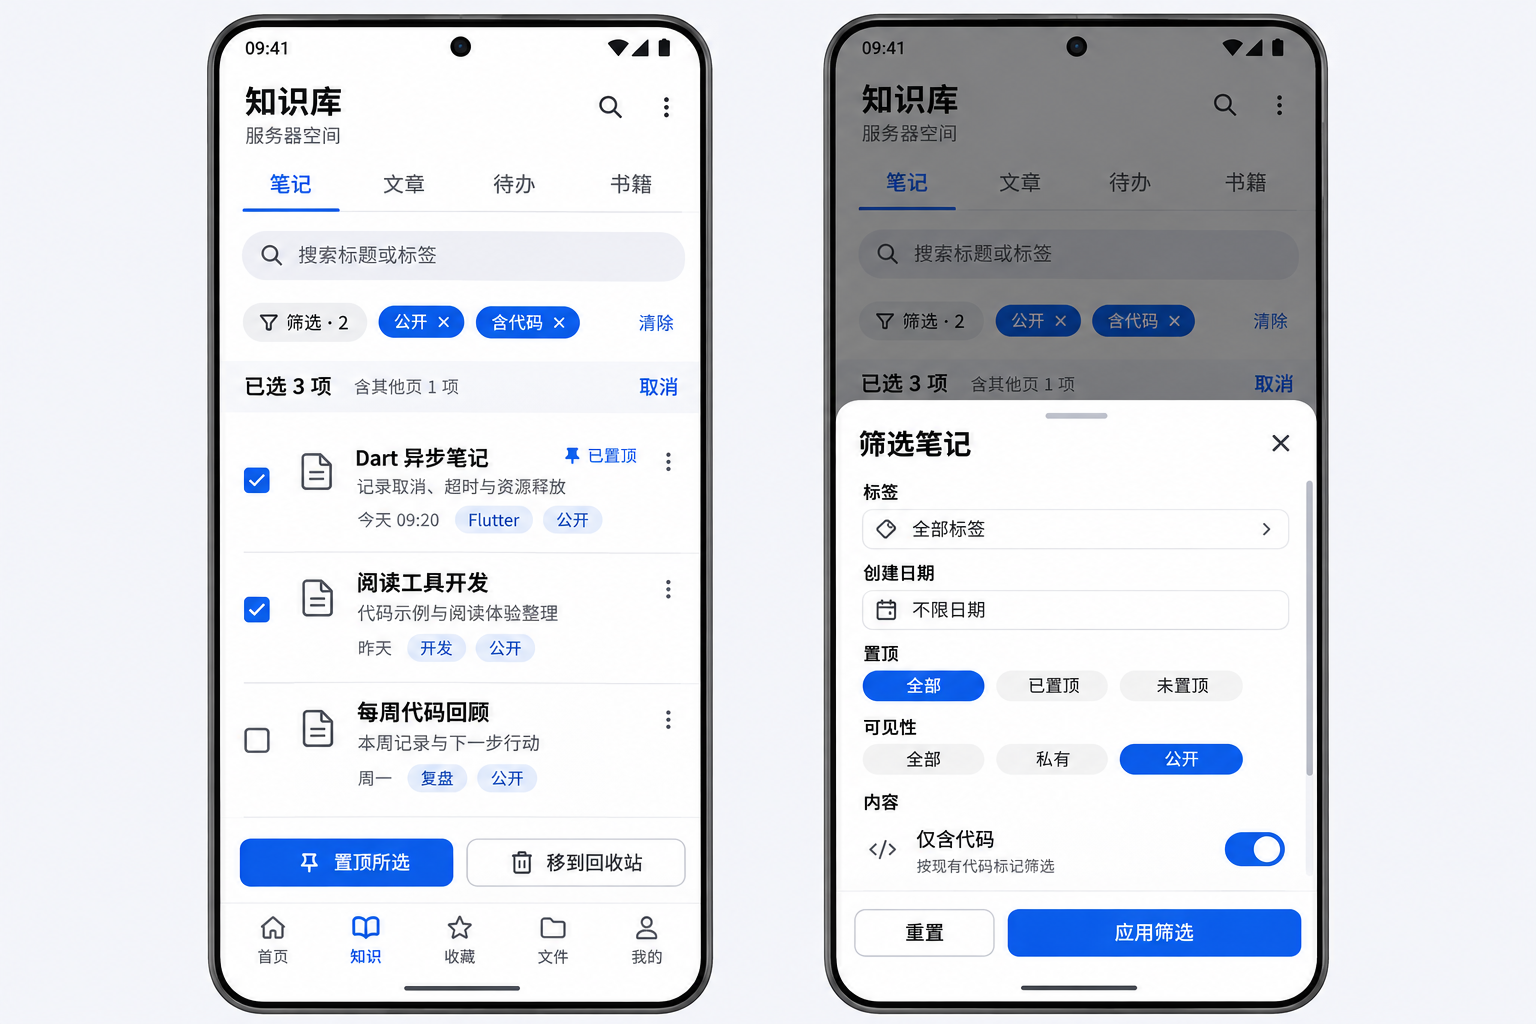 09:41
知识库
服务器空间
笔记 文章 待办 书籍
搜索标题或标签
筛选 · 2 公开 × 含代码 × 清除
已选 3 项 含其他页 1 项 取消
Dart 异步笔记 已置顶
记录取消、超时与资源释放
今天 09:20 Flutter 公开
阅读工具开发
代码示例与阅读体验整理
昨天 开发 公开
每周代码回顾
本周记录与下一步行动
周一 复盘 公开
置顶所选 移到回收站
首页 知识 收藏 文件 我的
09:41
知识库
服务器空间
笔记 文章 待办 书籍
搜索标题或标签
筛选 · 2 公开 × 含代码 × 清除
已选 3 项 含其他页 1 项 取消
筛选笔记
标签
全部标签
创建日期
不限日期
置顶
全部 已置顶 未置顶
可见性
全部 私有 公开
内容
仅含代码
按现有代码标记筛选
重置 应用筛选